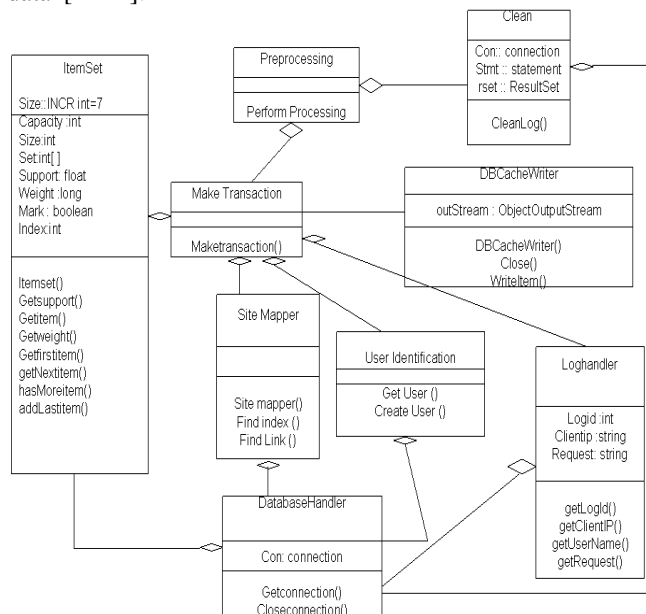 Clean
Con:: connection
Stmt :: statement
rset :: ResultSet
CleanLog()
Preprocessing
Perform Processing
ItemSet
Size::INCR int=7
Capacity :int
Size:int
Set:int[ ]
Support: float
Weight :long
Mark : boolean
Index:int
Itemset()
Getsupport()
Getitem()
Getweight()
Getfirstitem()
getNextitem()
hasMoreitem()
addLastitem()
Make Transaction
Maketransaction()
DBCacheWriter
outStream : ObjectOutputStream
DBCacheWriter()
Close()
WriteItem()
Site Mapper
Site mapper()
Find index ()
Find Link ()
User Identification
Get User ()
Create User ()
Loghandler
Logid :int
Clientip :string
Request: string
getLogId()
getClientIP()
getUserName()
getRequest()
DatabaseHandler
Con: connection
Getconnection()
Closeconnection()